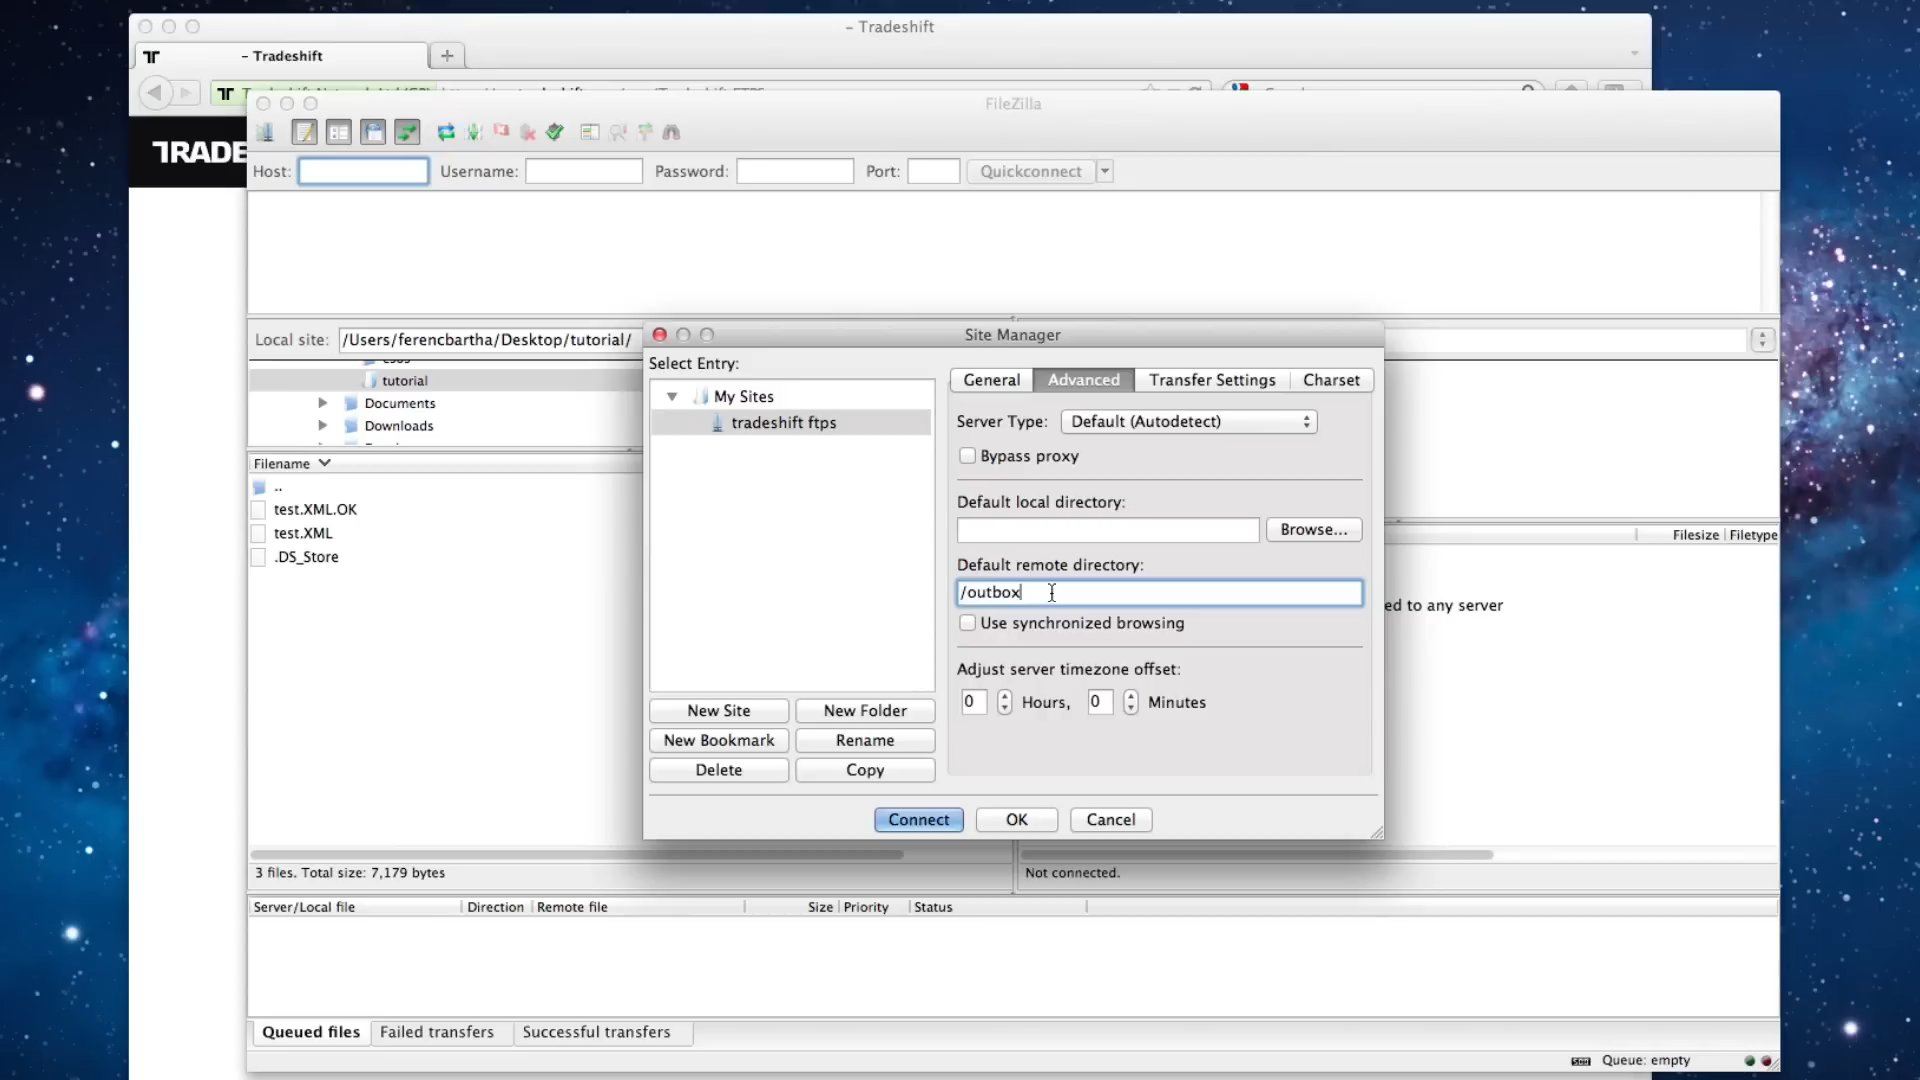 – Tradeshift
– Tradeshift
TRADE
FileZilla
Host: Username: Password: Port: Quickconnect
Local site: /Users/ferencbartha/Desktop/tutorial/
tutorial
Documents
Downloads
Filename
..
test.XML.OK
test.XML
.DS_Store
3 files. Total size: 7,179 bytes
Site Manager
Select Entry:
My Sites
tradeshift ftps
New Site New Folder
New Bookmark Rename
Delete Copy
General Advanced Transfer Settings Charset
Server Type: Default (Autodetect)
Bypass proxy
Default local directory:
Browse...
Default remote directory:
/outbox
Use synchronized browsing
Adjust server timezone offset:
0 Hours, 0 Minutes
Connect OK Cancel
Filesize Filetype
ed to any server
Not connected.
Server/Local file Direction Remote file Size Priority Status
Queued files Failed transfers Successful transfers
Queue: empty